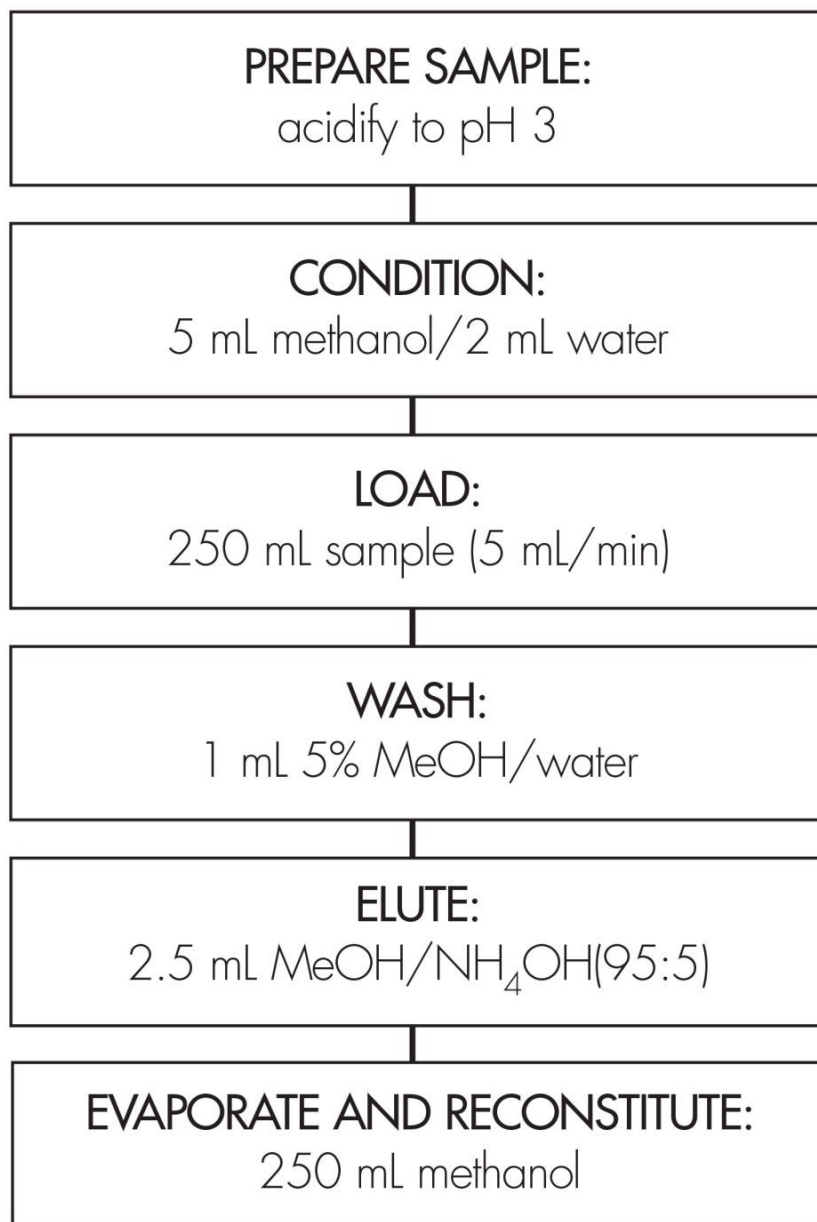 PREPARE SAMPLE:
acidify to pH 3
CONDITION:
5 mL methanol/2 mL water
LOAD:
250 mL sample (5 mL/min)
WASH:
1 mL 5% MeOH/water
ELUTE:
2.5 mL MeOH/NH₄OH(95:5)
EVAPORATE AND RECONSTITUTE:
250 mL methanol